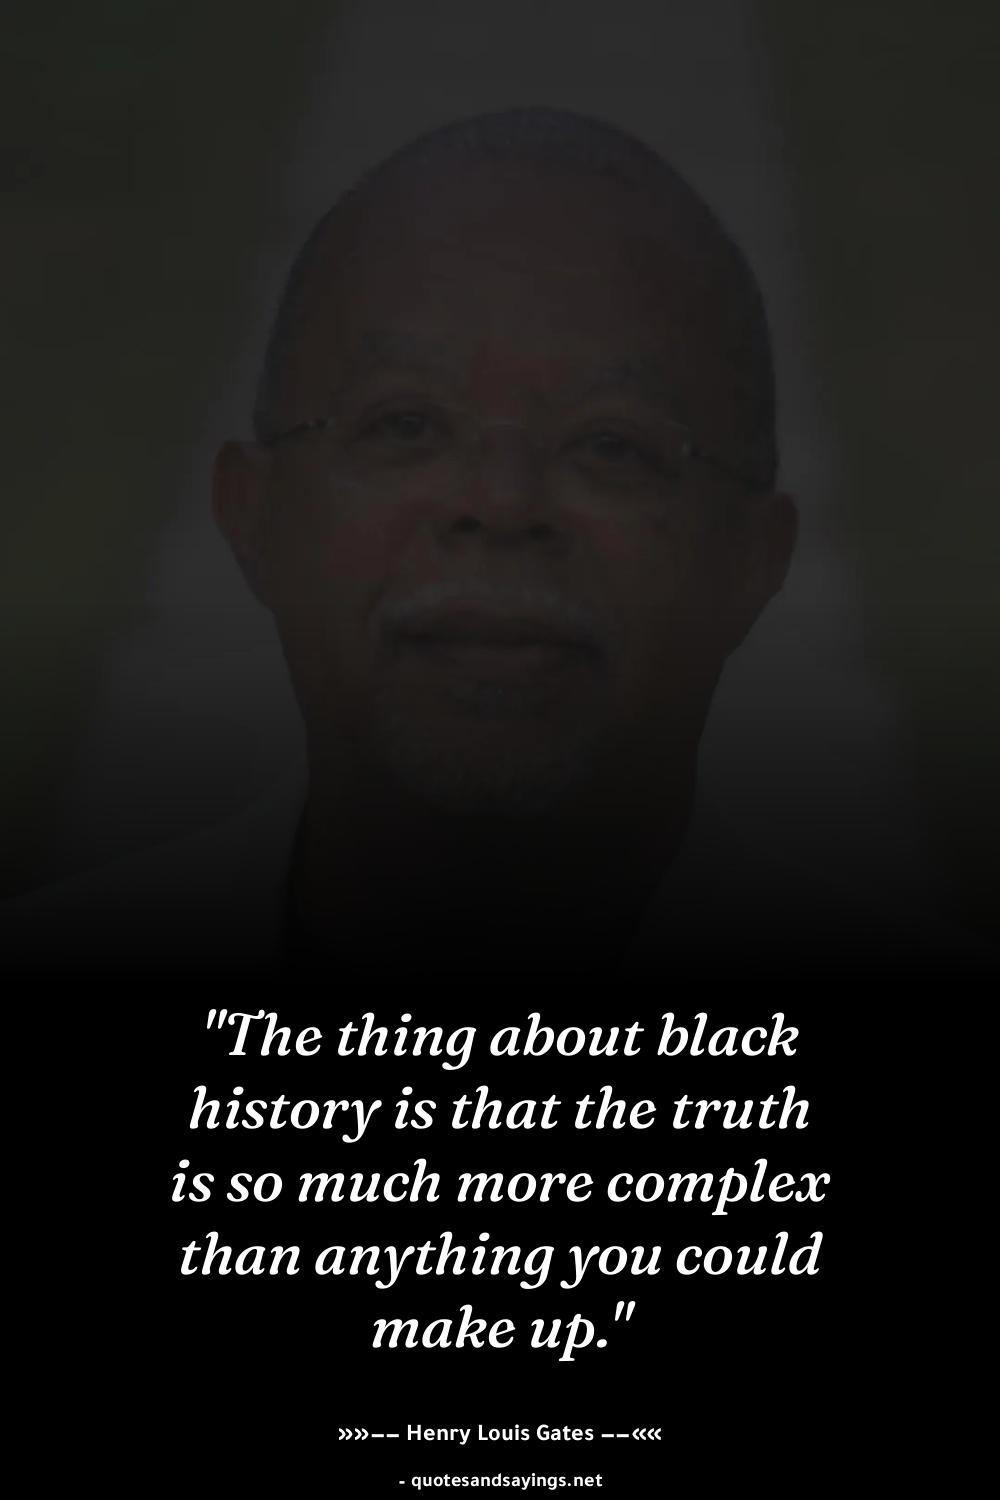 "The thing about black
history is that the truth
is so much more complex
than anything you could
make up."
»»–– Henry Louis Gates ––««
- quotesandsayings.net